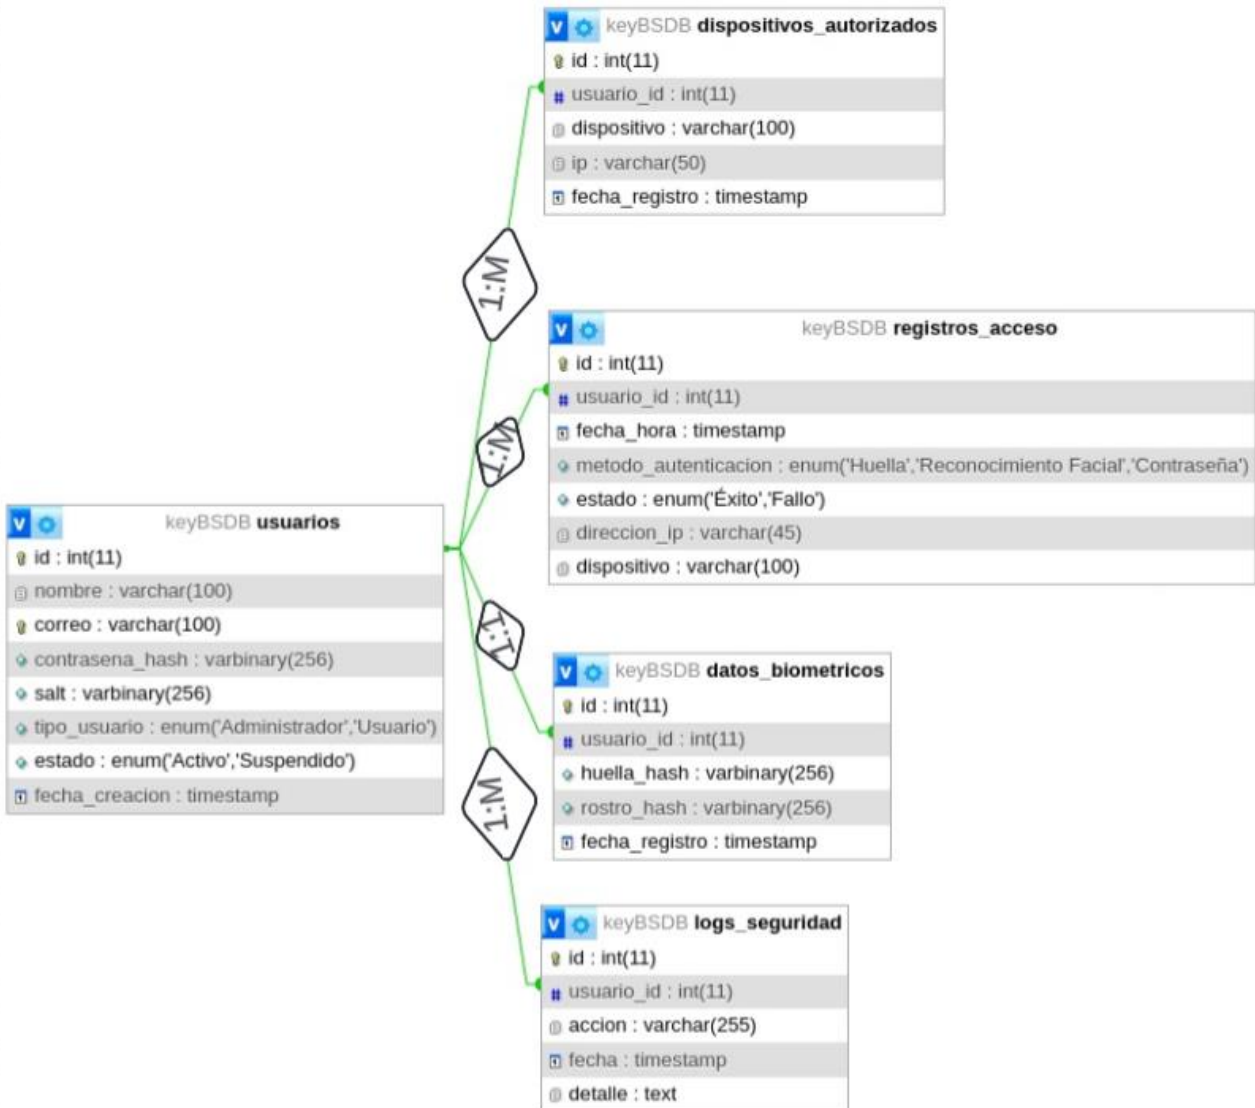 V keyBSDB dispositivos_autorizados
id : int(11)
# usuario_id : int(11)
dispositivo : varchar(100)
ip : varchar(50)
fecha_registro : timestamp
1:M
V keyBSDB registros_acceso
id : int(11)
# usuario_id : int(11)
fecha_hora : timestamp
metodo_autenticacion : enum('Huella','Reconocimiento Facial','Contraseña')
estado : enum('Éxito','Fallo')
direccion_ip : varchar(45)
dispositivo : varchar(100)
1:M
V keyBSDB usuarios
id : int(11)
nombre : varchar(100)
correo : varchar(100)
contrasena_hash : varbinary(256)
salt : varbinary(256)
tipo_usuario : enum('Administrador','Usuario')
estado : enum('Activo','Suspendido')
fecha_creacion : timestamp
1:1
V keyBSDB datos_biometricos
id : int(11)
# usuario_id : int(11)
huella_hash : varbinary(256)
rostro_hash : varbinary(256)
fecha_registro : timestamp
1:M
V keyBSDB logs_seguridad
id : int(11)
# usuario_id : int(11)
accion : varchar(255)
fecha : timestamp
detalle : text